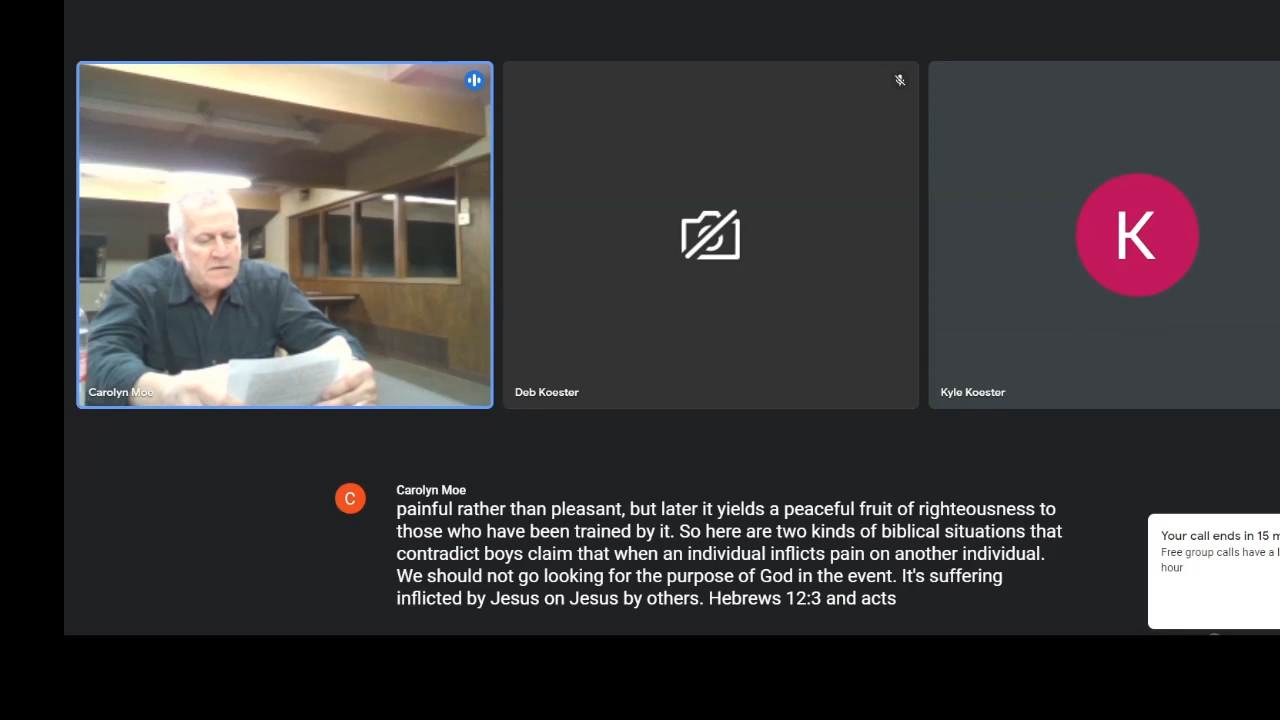 K
Carolyn Moe
Deb Koester
Kyle Koester
C
Carolyn Moe
painful rather than pleasant, but later it yields a peaceful fruit of righteousness to
those who have been trained by it. So here are two kinds of biblical situations that
contradict boys claim that when an individual inflicts pain on another individual.
We should not go looking for the purpose of God in the event. It's suffering
inflicted by Jesus on Jesus by others. Hebrews 12:3 and acts
Your call ends in 15 m
Free group calls have a l
hour